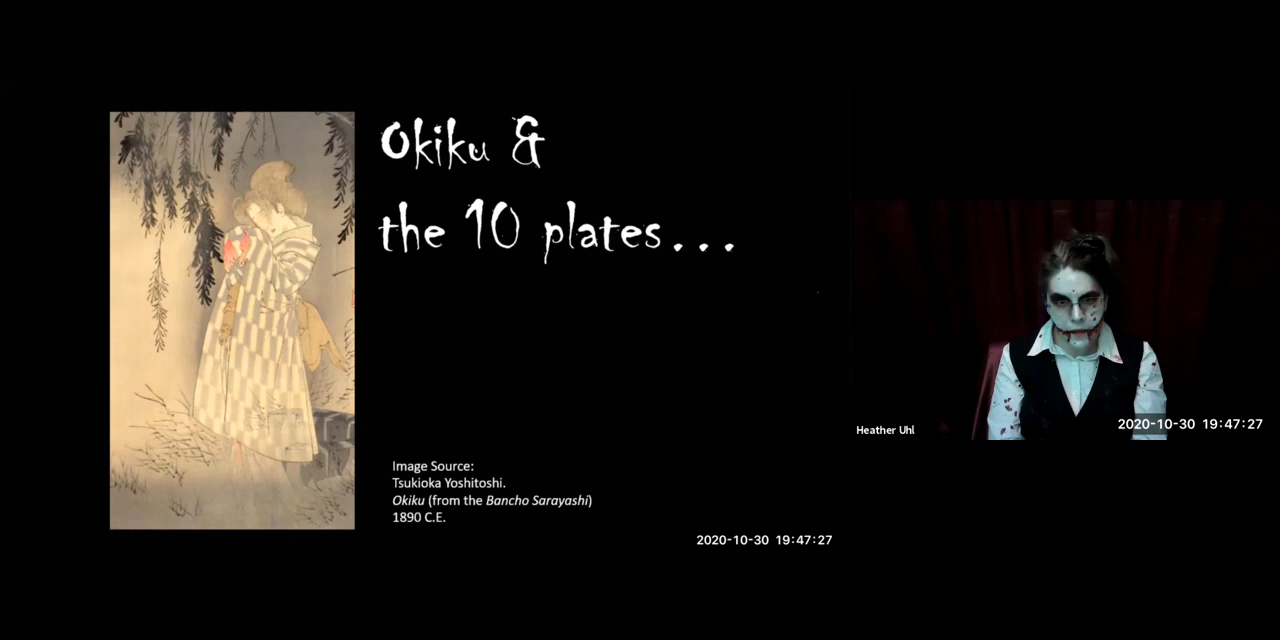 Okiku &
the 10 plates...
Image Source:
Tsukioka Yoshitoshi.
Okiku (from the Bancho Sarayashi)
1890 C.E.
2020-10-30 19:47:27
Heather Uhl
2020-10-30 19:47:27